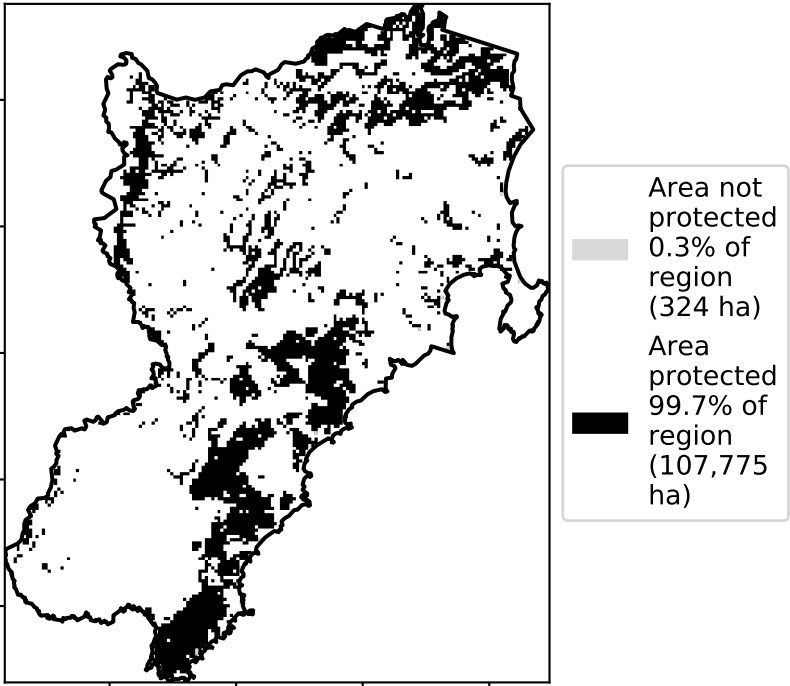 Area not
protected
0.3% of
region
(324 ha)
Area
protected
99.7% of
region
(107,775
ha)